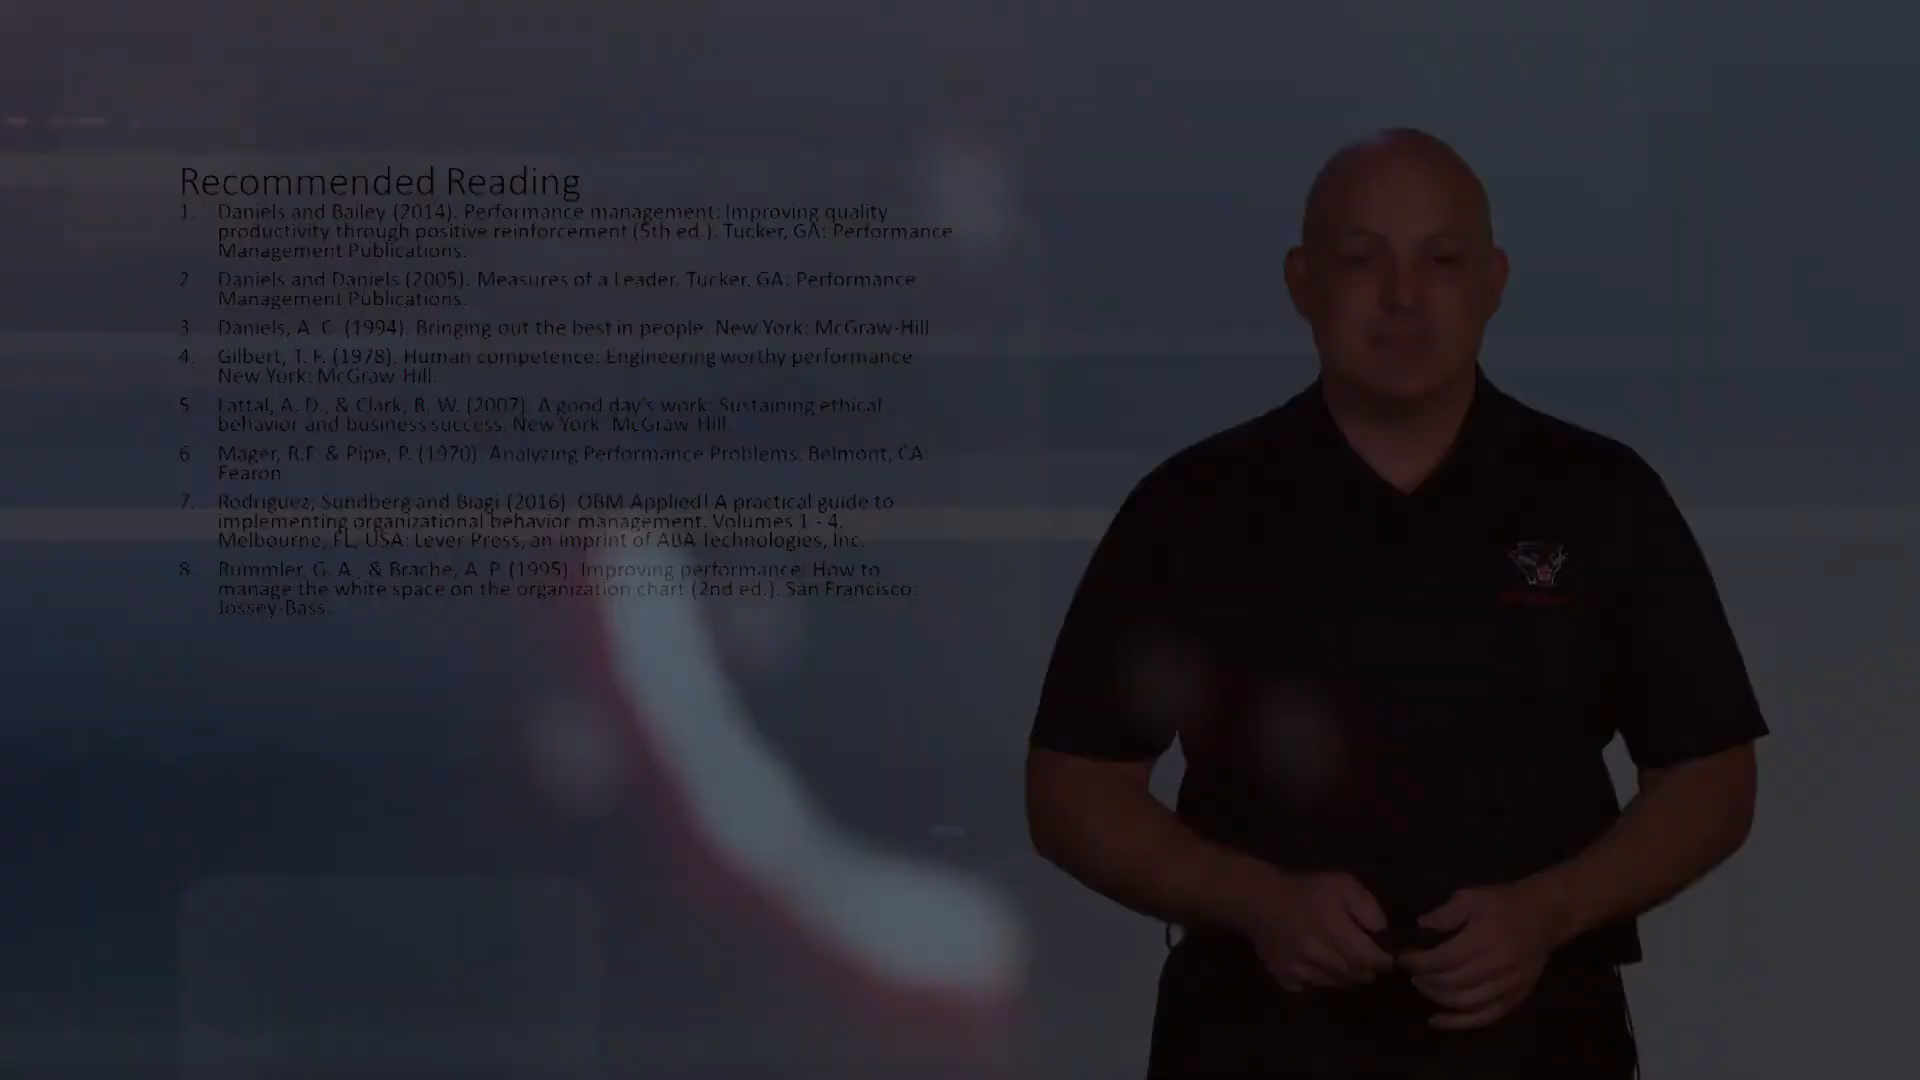 Recommended Reading
1. Daniels and Bailey (2014). Performance management: Improving quality
productivity through positive reinforcement (5th ed.). Tucker, GA: Performance
Management Publications.
2 Daniels and Daniels (2005). Measures of a Leader. Tucker, GA: Performance
Management Publications.
3 Daniels, A. C. (1994). Bringing out the best in people. New York: McGraw-Hill
4. Gilbert, T. F. (1978). Human competence: Engineering worthy performance
New York: McGraw Hill.
5 Lattal, A. D., & Clark, R. W. (2007). A good day's work: Sustaining ethical
behavior and business success. New York: McGraw Hill.
6 Mager, R.F. & Pipe, P. (1970). Analyzing Performance Problems. Belmont, CA:
Fearon
7. Rodriguez, Sundberg and Biagi (2016). OBM Applied! A practical guide to
implementing organizational behavior management. Volumes 1 - 4.
Melbourne, FL, USA: Lever Press, an imprint of ABA Technologies, Inc.
8. Rummler, G. A., & Brache, A. P. (1995). Improving performance: How to
manage the white space on the organization chart (2nd ed.). San Francisco:
Jossey-Bass.